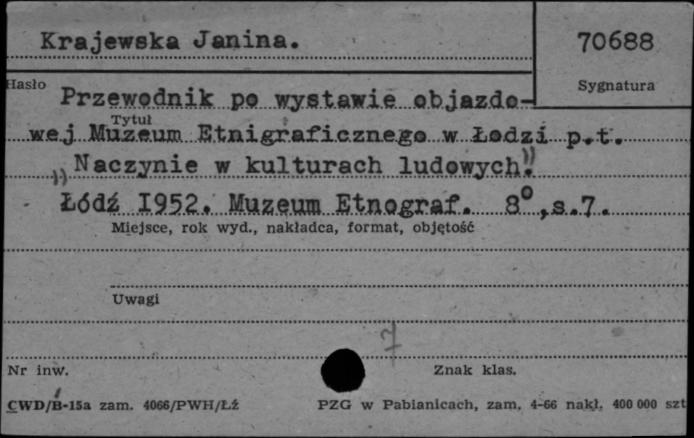 Krajewska Janina.
70688
Hasło
Sygnatura
Przewodnik po wystawie objazdo-
Tytuł
wej Muzeum Etnigraficznego w Łodzi p.t.
"Naczynie w kulturach ludowych."
Łódź 1952. Muzeum Etnograf. 8°, s.7.
Miejsce, rok wyd., nakładca, format, objętość
Uwagi
7
Nr inw.
Znak klas.
CWD/B-15a zam. 4066/PWH/Łź
PZG w Pabianicach, zam. 4-66 nakł. 400 000 szt